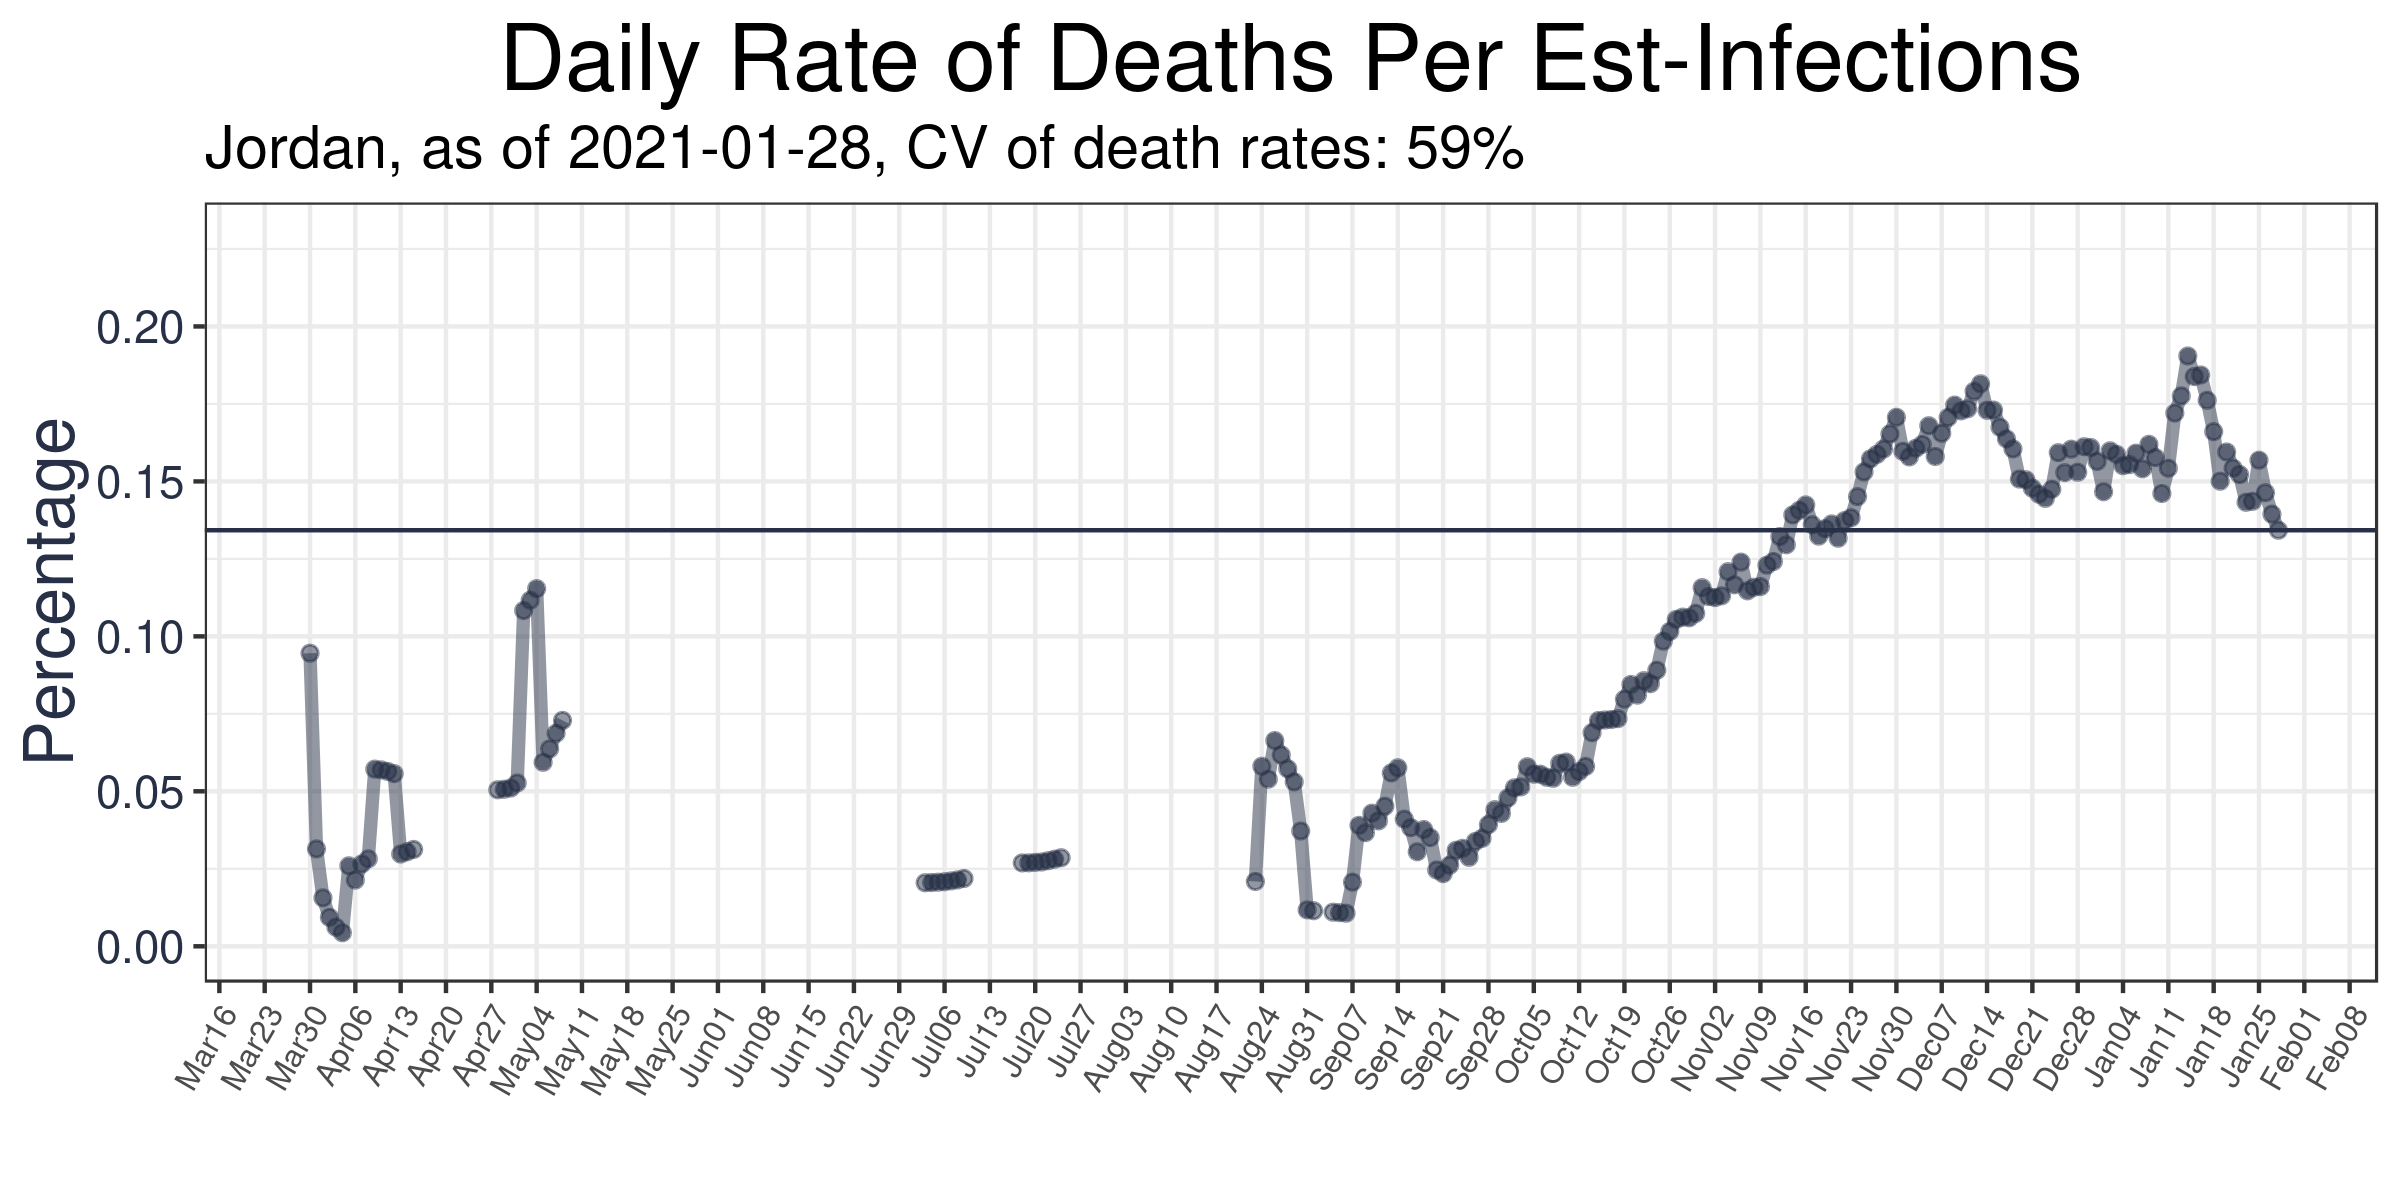 Daily Rate of Deaths Per Est-Infections
Jordan, as of 2021-01-28, CV of death rates: 59%
Percentage
0.20
0.15
0.10
0.05
0.00
Mar16 Mar23 Mar30 Apr06 Apr13 Apr20 Apr27 May04 May11 May18 May25 Jun01 Jun08 Jun15 Jun22 Jun29 Jul06 Jul13 Jul20 Jul27 Aug03 Aug10 Aug17 Aug24 Aug31 Sep07 Sep14 Sep21 Sep28 Oct05 Oct12 Oct19 Oct26 Nov02 Nov09 Nov16 Nov23 Nov30 Dec07 Dec14 Dec21 Dec28 Jan04 Jan11 Jan18 Jan25 Feb01 Feb08